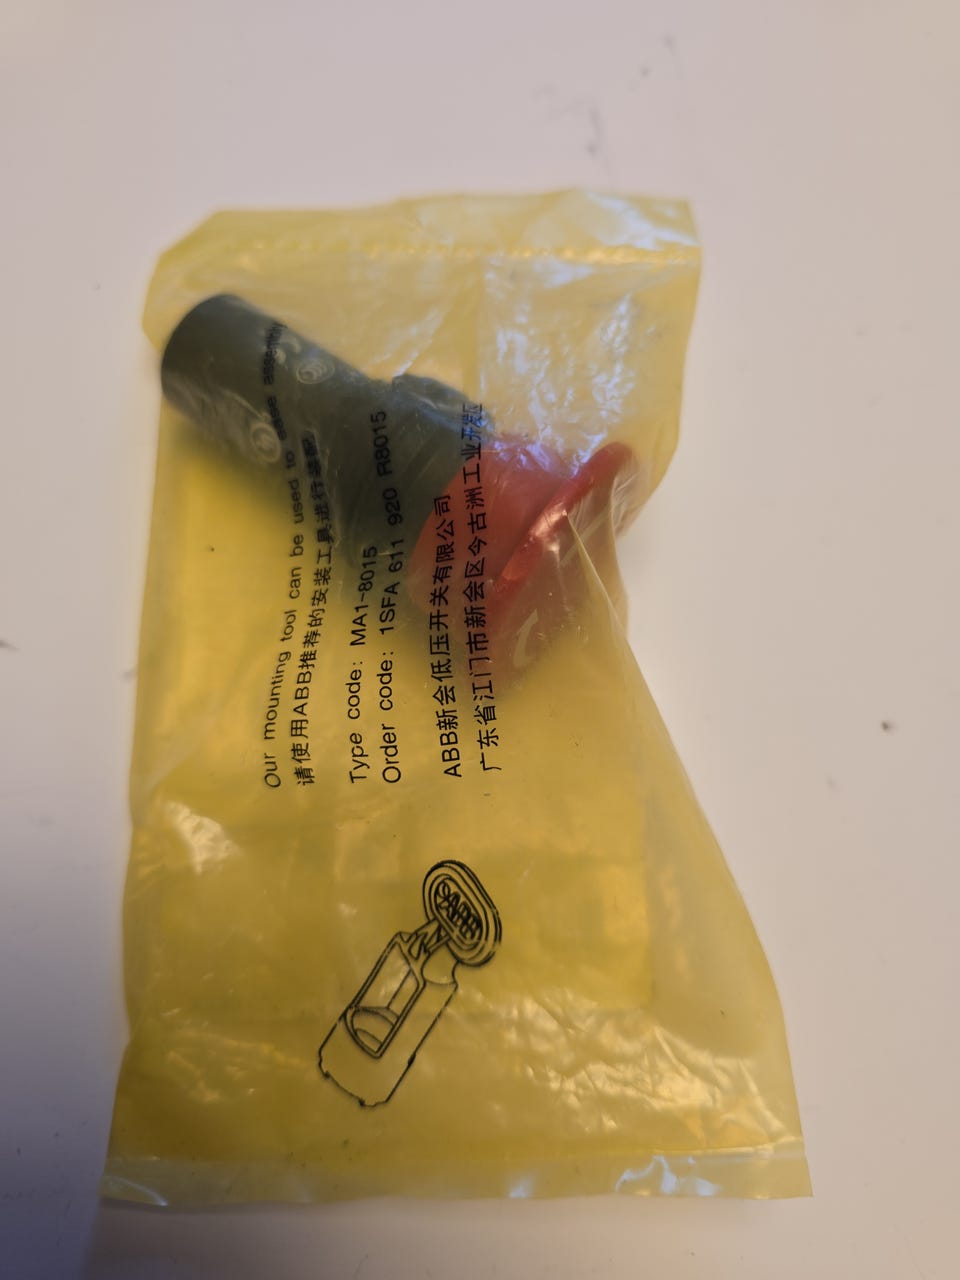 Our mounting tool can be used to ease assembly
请使用ABB推荐的安装工具进行装配
Type code: MA1-8015
Order code: 1SFA 611 920 R8015
ABB新会低压开关有限公司
广东省江门市新会区今古洲工业开发区